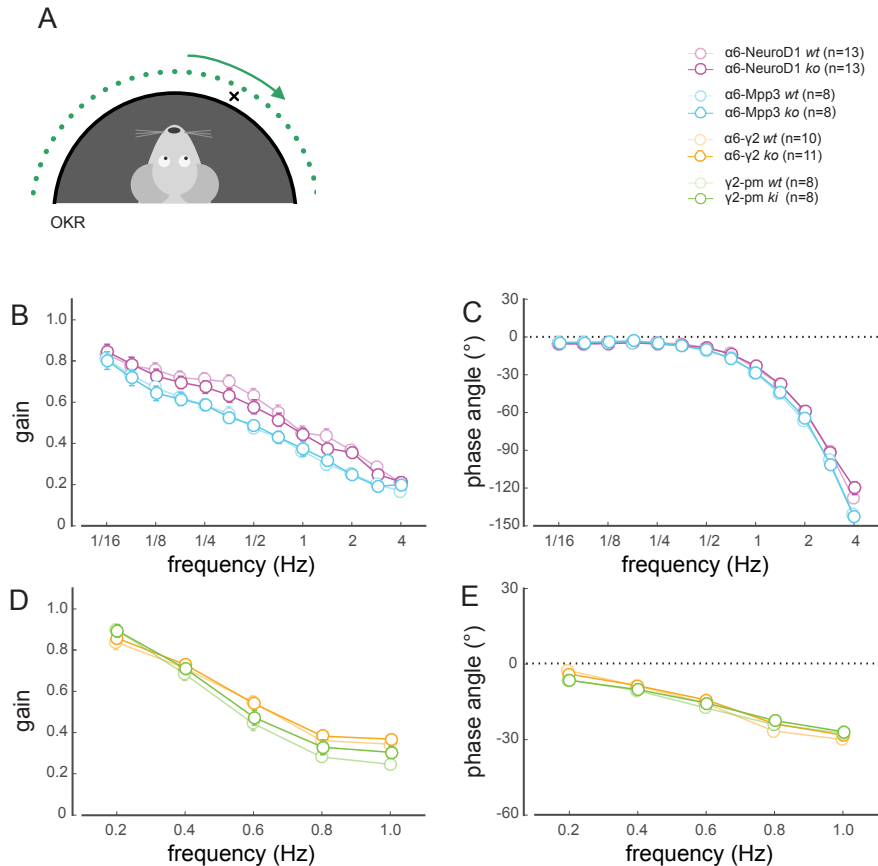 A
OKR
α6-NeuroD1 wt (n=13)
α6-NeuroD1 ko (n=13)
α6-Mpp3 wt (n=8)
α6-Mpp3 ko (n=8)
α6-γ2 wt (n=10)
α6-γ2 ko (n=11)
γ2-pm wt (n=8)
γ2-pm ki (n=8)
B
gain
1.0
0.8
0.6
0.4
0.2
0
1/16 1/8 1/4 1/2 1 2 4
frequency (Hz)
C
phase angle (°)
30
0
-30
-60
-90
-120
-150
1/16 1/8 1/4 1/2 1 2 4
frequency (Hz)
D
gain
1.0
0.8
0.6
0.4
0.2
0
0.2 0.4 0.6 0.8 1.0
frequency (Hz)
E
phase angle (°)
30
0
-30
-60
0.2 0.4 0.6 0.8 1.0
frequency (Hz)